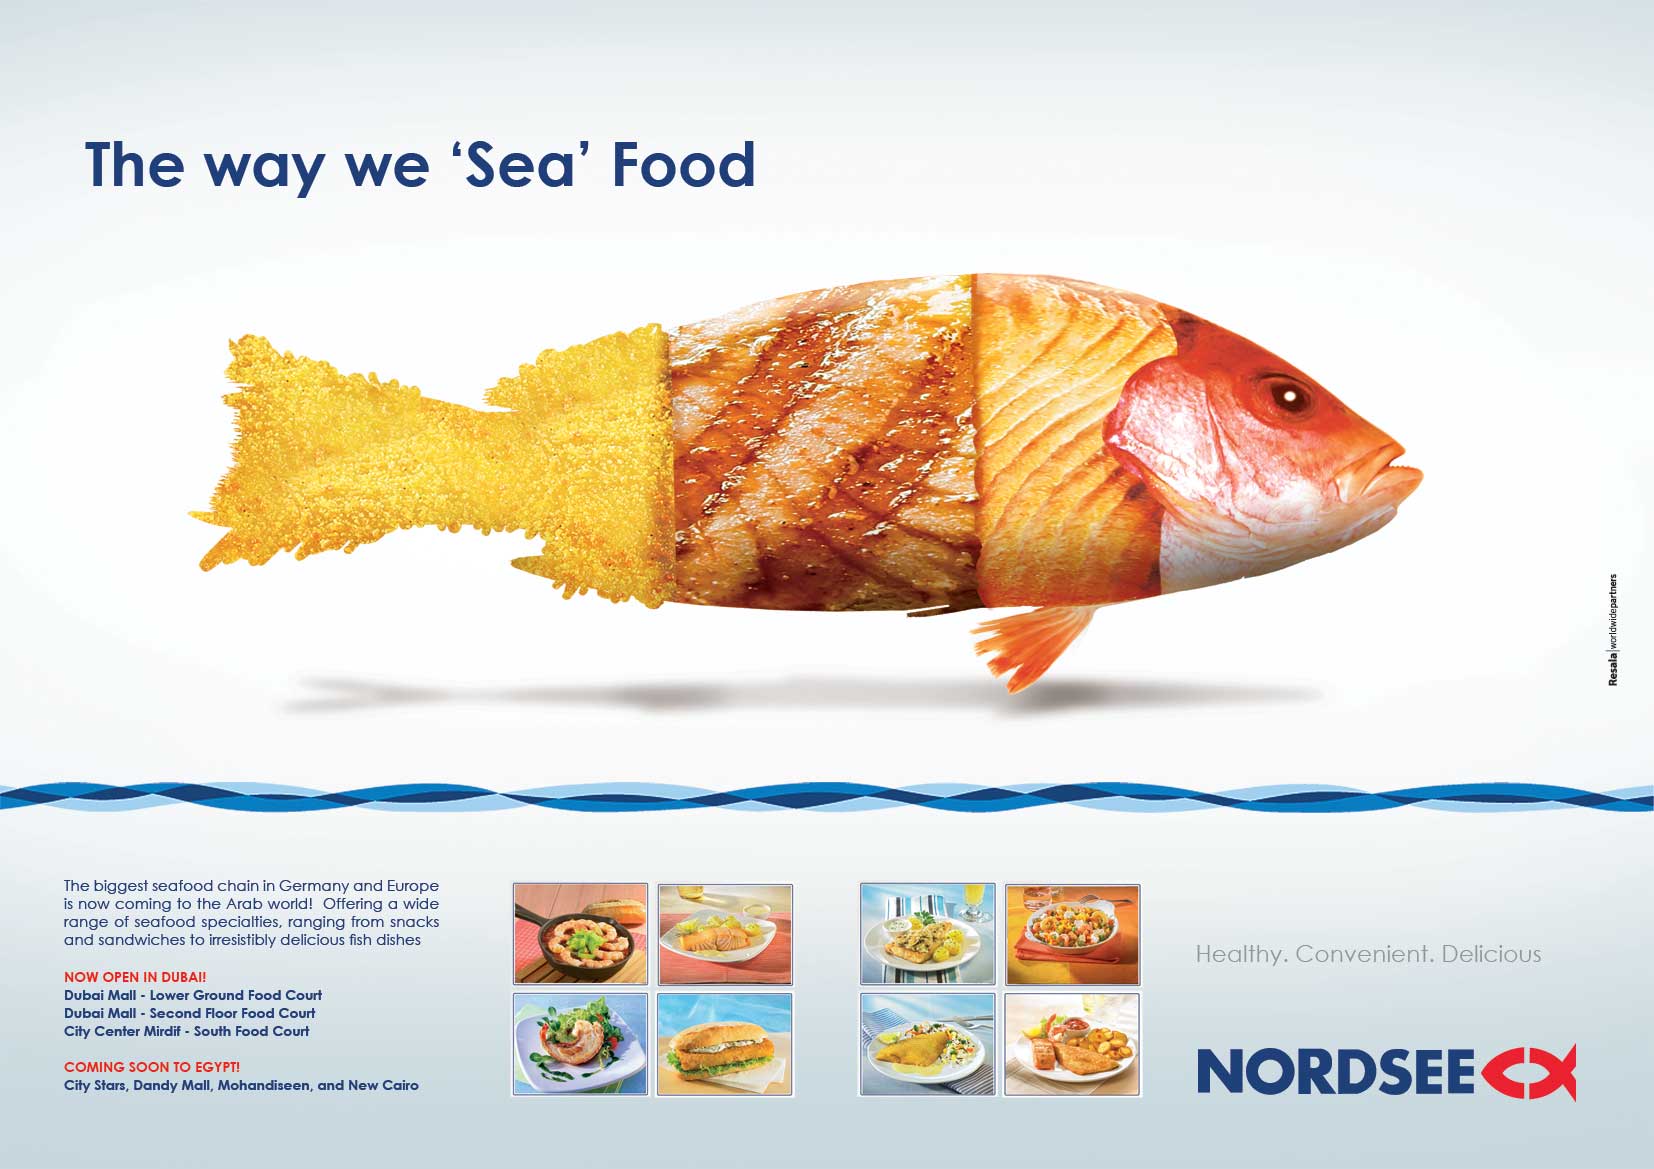 The way we ‘Sea’ Food
Resala|worldwidepartners
The biggest seafood chain in Germany and Europe
is now coming to the Arab world! Offering a wide
range of seafood specialties, ranging from snacks
and sandwiches to irresistibly delicious fish dishes
NOW OPEN IN DUBAI!
Dubai Mall - Lower Ground Food Court
Dubai Mall - Second Floor Food Court
City Center Mirdif - South Food Court
COMING SOON TO EGYPT!
City Stars, Dandy Mall, Mohandiseen, and New Cairo
Healthy. Convenient. Delicious
NORDSEE